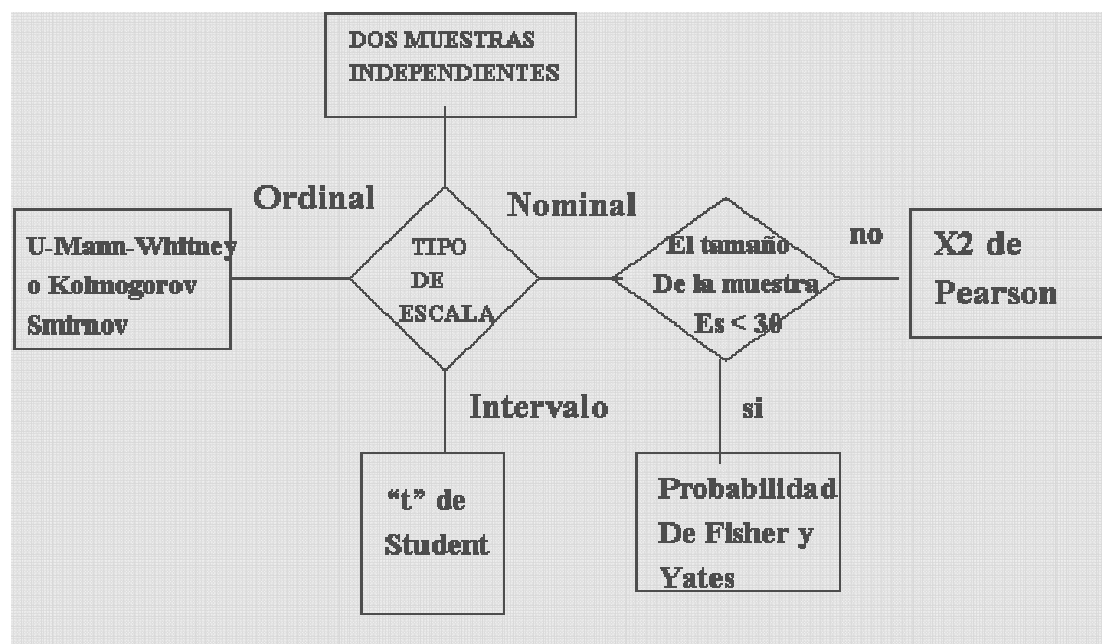 DOS MUESTRAS
INDEPENDIENTES
Ordinal
Nominal
U-Mann-Whitney
o Kolmogorov
Smirnov
TIPO
DE
ESCALA
El tamaño
De la muestra
Es < 30
no
X2 de
Pearson
Intervalo
si
“t” de
Student
Probabilidad
De Fisher y
Yates